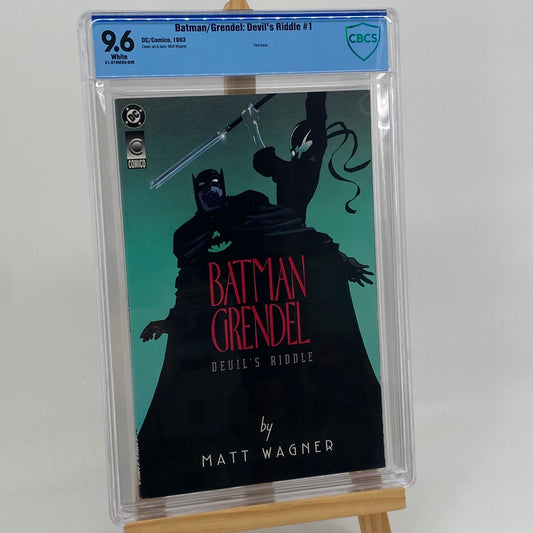 Batman/Grendel: Devil's Riddle #1
9.6
White
DC/Comico, 1993
Cover, art & story: Matt Wagner
First issue
CBCS
DC
C
COMICO
BATMAN
GRENDEL
DEVIL'S RIDDLE
by
MATT WAGNER